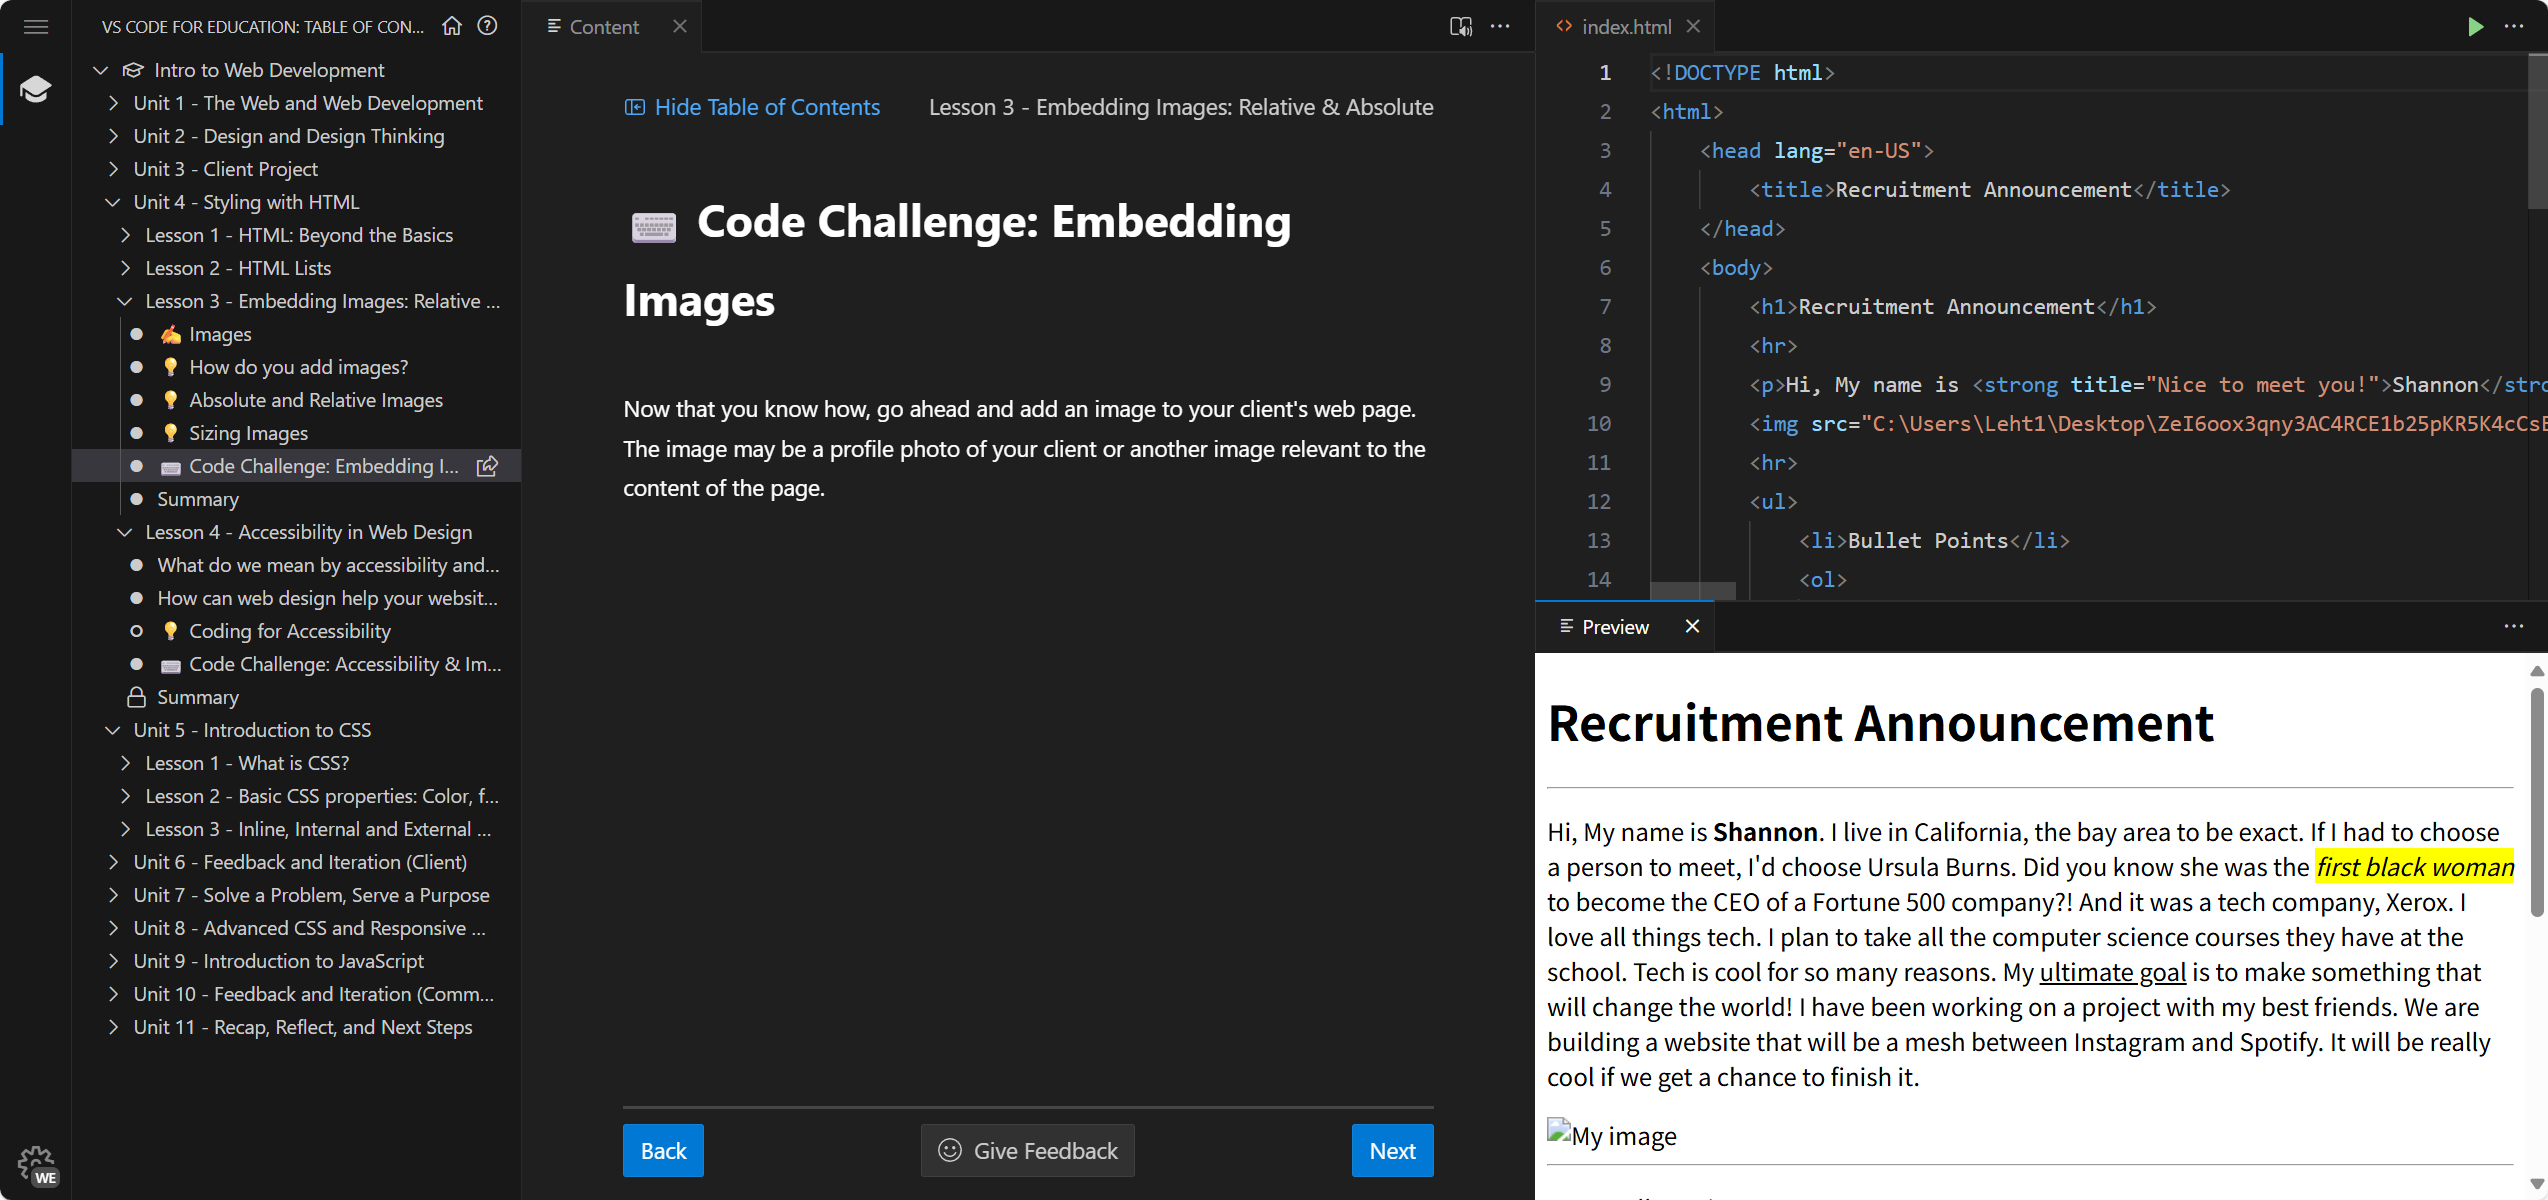 VS CODE FOR EDUCATION: TABLE OF CON...
Intro to Web Development
Unit 1 - The Web and Web Development
Unit 2 - Design and Design Thinking
Unit 3 - Client Project
Unit 4 - Styling with HTML
Lesson 1 - HTML: Beyond the Basics
Lesson 2 - HTML Lists
Lesson 3 - Embedding Images: Relative ...
Images
How do you add images?
Absolute and Relative Images
Sizing Images
Code Challenge: Embedding I...
Summary
Lesson 4 - Accessibility in Web Design
What do we mean by accessibility and...
How can web design help your websit...
Coding for Accessibility
Code Challenge: Accessibility & Im...
Summary
Unit 5 - Introduction to CSS
Lesson 1 - What is CSS?
Lesson 2 - Basic CSS properties: Color, f...
Lesson 3 - Inline, Internal and External ...
Unit 6 - Feedback and Iteration (Client)
Unit 7 - Solve a Problem, Serve a Purpose
Unit 8 - Advanced CSS and Responsive ...
Unit 9 - Introduction to JavaScript
Unit 10 - Feedback and Iteration (Comm...
Unit 11 - Recap, Reflect, and Next Steps
WE
Content
Hide Table of Contents
Lesson 3 - Embedding Images: Relative & Absolute
Code Challenge: Embedding
Images
Now that you know how, go ahead and add an image to your client's web page.
The image may be a profile photo of your client or another image relevant to the
content of the page.
Back
Give Feedback
Next
index.html
1 <!DOCTYPE html>
2 <html>
3 <head lang="en-US">
4 <title>Recruitment Announcement</title>
5 </head>
6 <body>
7 <h1>Recruitment Announcement</h1>
8 <hr>
9 <p>Hi, My name is <strong title="Nice to meet you!">Shannon</stro
10 <img src="C:\Users\Leht1\Desktop\ZeI6oox3qny3AC4RCE1b25pKR5K4cCsE
11 <hr>
12 <ul>
13 <li>Bullet Points</li>
14 <ol>
Preview
Recruitment Announcement
Hi, My name is Shannon. I live in California, the bay area to be exact. If I had to choose
a person to meet, I'd choose Ursula Burns. Did you know she was the first black woman
to become the CEO of a Fortune 500 company?! And it was a tech company, Xerox. I
love all things tech. I plan to take all the computer science courses they have at the
school. Tech is cool for so many reasons. My ultimate goal is to make something that
will change the world! I have been working on a project with my best friends. We are
building a website that will be a mesh between Instagram and Spotify. It will be really
cool if we get a chance to finish it.
My image